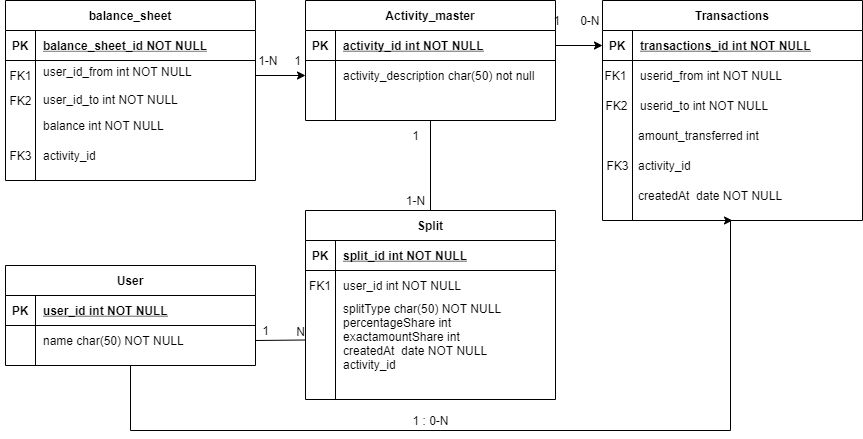 balance_sheet
PK balance_sheet_id NOT NULL
FK1 user_id_from int NOT NULL
FK2 user_id_to int NOT NULL
balance int NOT NULL
FK3 activity_id
1-N 1
Activity_master
PK activity_id int NOT NULL
activity_description char(50) not null
1 0-N
Transactions
PK transactions_id int NOT NULL
FK1 userid_from int NOT NULL
FK2 userid_to int NOT NULL
amount_transferred int
FK3 activity_id
createdAt date NOT NULL
1
1-N
Split
PK split_id int NOT NULL
FK1 user_id int NOT NULL
splitType char(50) NOT NULL
percentageShare int
exactamountShare int
createdAt date NOT NULL
activity_id
User
PK user_id int NOT NULL
name char(50) NOT NULL
1 N
1 : 0-N